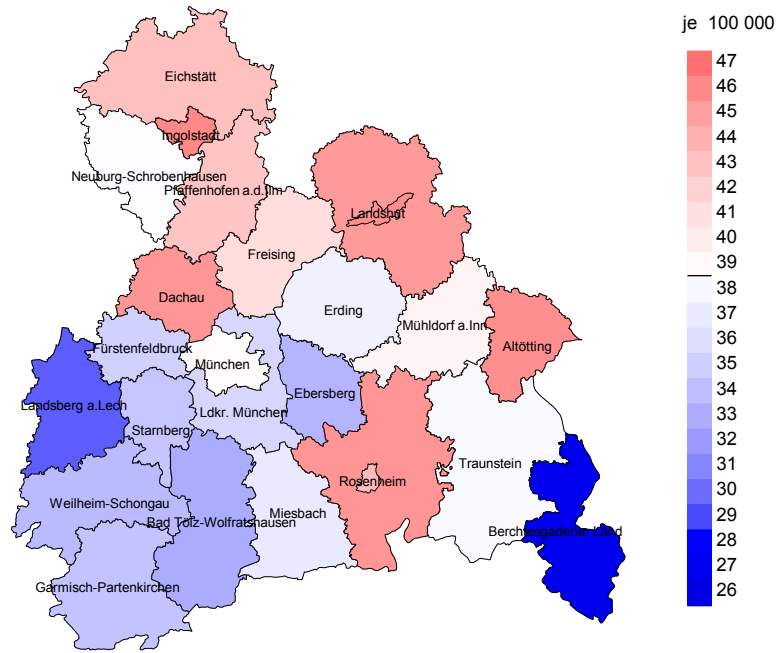 je 100 000
47
46
45
44
43
42
41
40
39
38
37
36
35
34
33
32
31
30
29
28
27
26
Eichstätt
Ingolstadt
Neuburg-Schrobenhausen
Pfaffenhofen a.d.Ilm
Landshut
Freising
Dachau
Erding
Mühldorf a.Inn
Altötting
Fürstenfeldbruck
München
Ebersberg
Landsberg a.Lech
Ldkr. München
Starnberg
Traunstein
Rosenheim
Weilheim-Schongau
Miesbach
Bad Tölz-Wolfratshausen
Berchtesgadener Land
Garmisch-Partenkirchen